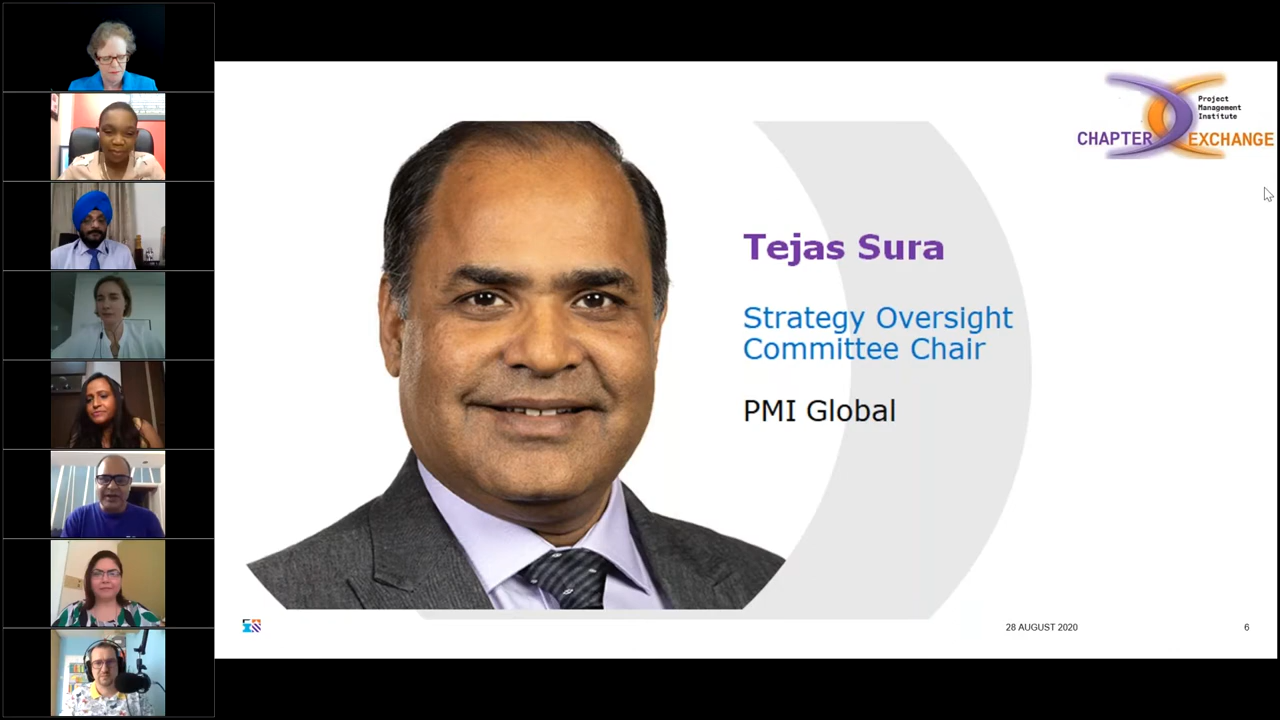 Project
Management
Institute
CHAPTER EXCHANGE
Tejas Sura
Strategy Oversight
Committee Chair
PMI Global
28 AUGUST 2020
6